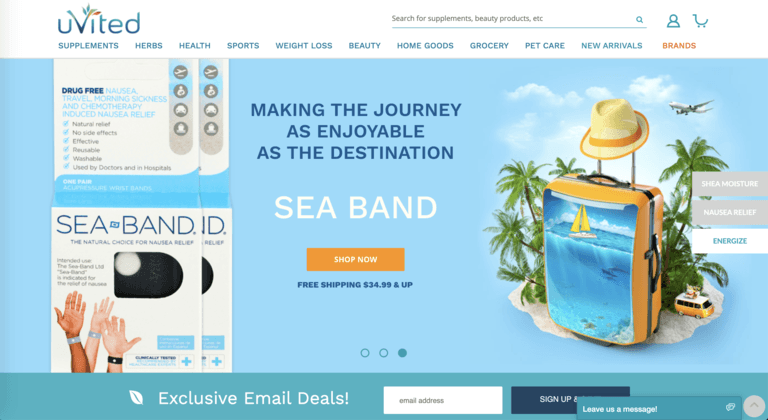 uvited
Search for supplements, beauty products, etc
SUPPLEMENTS HERBS HEALTH SPORTS WEIGHT LOSS BEAUTY HOME GOODS GROCERY PET CARE NEW ARRIVALS BRANDS
DRUG FREE NAUSEA,
TRAVEL, MORNING SICKNESS
AND CHEMOTHERAPY
INDUCED NAUSEA RELIEF
Natural relief
No side effects
Effective
Reusable
Washable
Used by Doctors and in Hospitals
ONE PAIR
ACUPRESSURE WRIST BANDS
SEA-BAND
THE NATURAL CHOICE FOR NAUSEA RELIEF
Intended use:
The Sea-Band Ltd
"Sea-Band"
is indicated for
the relief of nausea
CLINICALLY TESTED
MAKING THE JOURNEY
AS ENJOYABLE
AS THE DESTINATION
SEA BAND
SHOP NOW
FREE SHIPPING $34.99 & UP
SHEA MOISTURE
NAUSEA RELIEF
ENERGIZE
Exclusive Email Deals!
email address
SIGN UP &
Leave us a message!